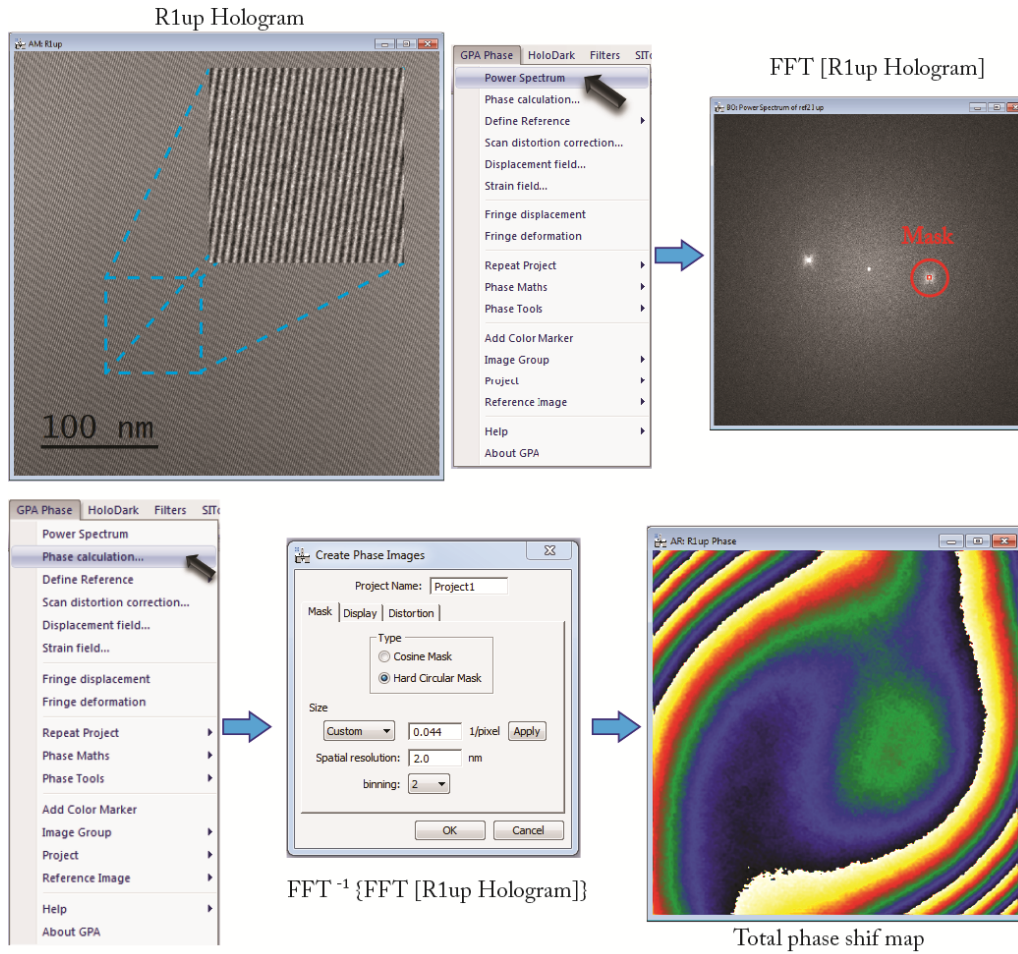 R1up Hologram
AM: R1up
100 nm
GPA Phase HoloDark Filters
Power Spectrum
Phase calculation...
Define Reference
Scan distortion correction...
Displacement field...
Strain field...
Fringe displacement
Fringe deformation
Repeat Project
Phase Maths
Phase Tools
Add Color Marker
Image Group
Project
Reference Image
Help
About GPA
FFT [R1up Hologram]
BO: Power Spectrum of ref21up
Mask
GPA Phase HoloDark Filters
Power Spectrum
Phase calculation...
Define Reference
Scan distortion correction...
Displacement field...
Strain field...
Fringe displacement
Fringe deformation
Repeat Project
Phase Maths
Phase Tools
Add Color Marker
Image Group
Project
Reference Image
Help
About GPA
Create Phase Images
Project Name: Project1
Mask Display Distortion
Type
Cosine Mask
Hard Circular Mask
Size
Custom 0.044 1/pixel Apply
Spatial resolution: 2.0 nm
binning: 2
OK Cancel
FFT -1 {FFT [R1up Hologram]}
AR: R1up Phase
Total phase shif map